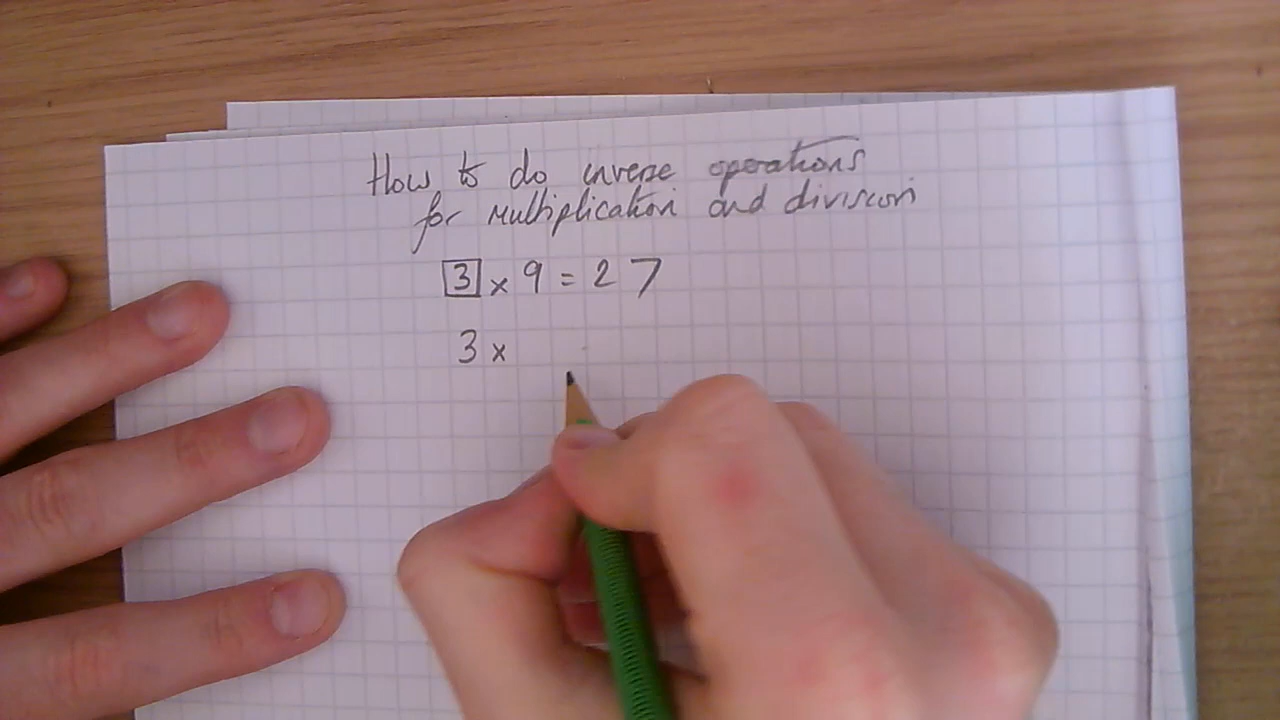 How to do inverse operations
for multiplication and division
3 × 9 = 27
3 ×